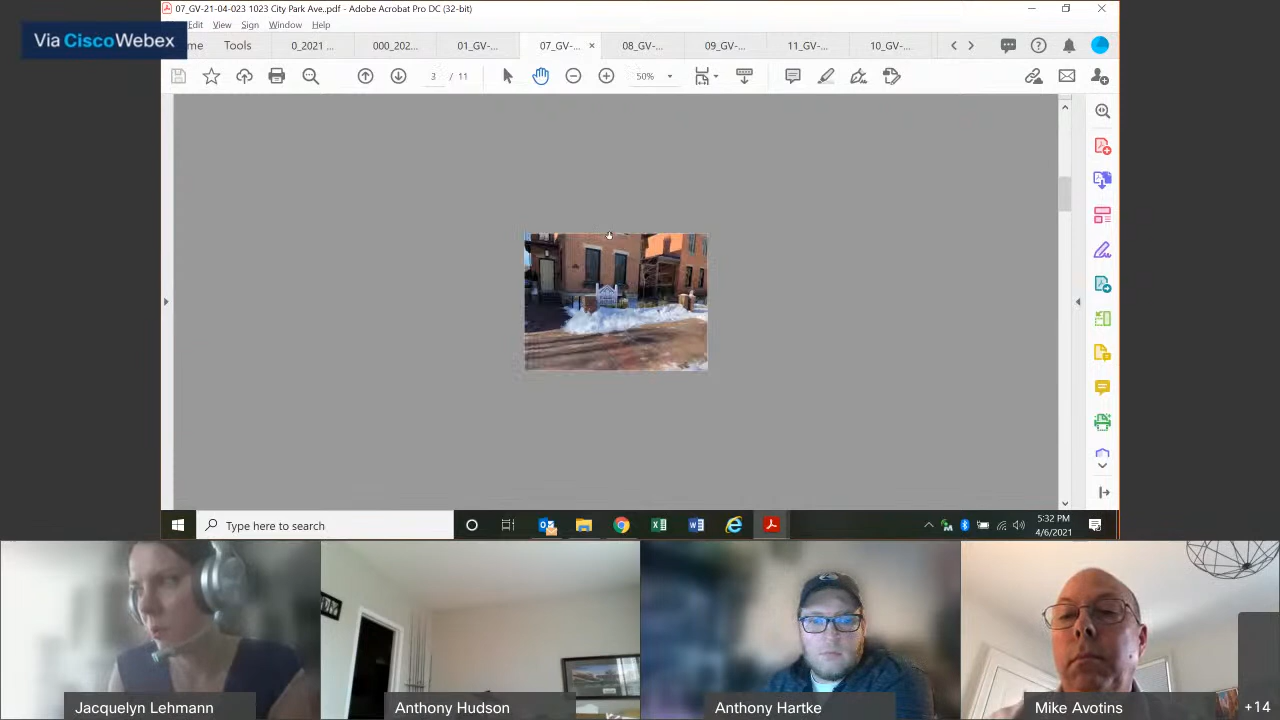 07_GV-21-04-023 1023 City Park Ave..pdf - Adobe Acrobat Pro DC (32-bit)
Edit View Sign Window Help
Via CiscoWebex
me Tools 0_2021 ... 000_... 01_GV-... 07_GV-... × 08_GV-... 09_GV-... 11_GV-... 10_GV-...
3 / 11 50%
Type here to search
5:32 PM
4/6/2021
Jacquelyn Lehmann
Anthony Hudson
Anthony Hartke
Mike Avotins
+14